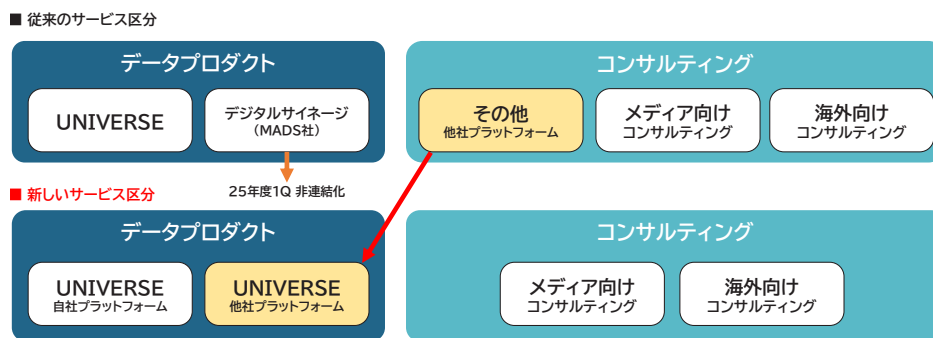 ■ 従来のサービス区分
データプロダクト
UNIVERSE
デジタルサイネージ
（MADS社）
コンサルティング
その他
他社プラットフォーム
メディア向け
コンサルティング
海外向け
コンサルティング
25年度1Q 非連結化
■ 新しいサービス区分
データプロダクト
UNIVERSE
自社プラットフォーム
UNIVERSE
他社プラットフォーム
コンサルティング
メディア向け
コンサルティング
海外向け
コンサルティング